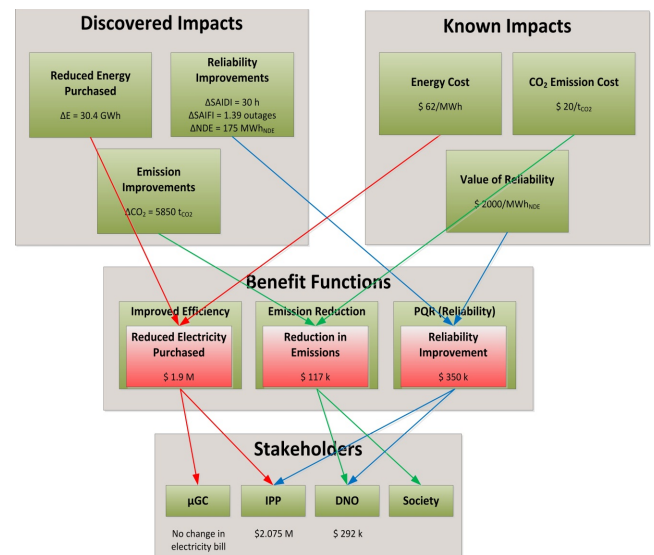 Discovered Impacts
Reduced Energy
Purchased
ΔE = 30.4 GWh
Reliability
Improvements
ΔSAIDI = 30 h
ΔSAIFI = 1.39 outages
ΔNDE = 175 MWhNDE
Emission
Improvements
ΔCO2 = 5850 tCO2
Known Impacts
Energy Cost
$ 62/MWh
CO2 Emission Cost
$ 20/tCO2
Value of Reliability
$ 2000/MWhNDE
Benefit Functions
Improved Efficiency
Reduced Electricity
Purchased
$ 1.9 M
Emission Reduction
Reduction in
Emissions
$ 117 k
PQR (Reliability)
Reliability
Improvement
$ 350 k
Stakeholders
μGC
IPP
DNO
Society
No change in
electricity bill
$2.075 M
$ 292 k